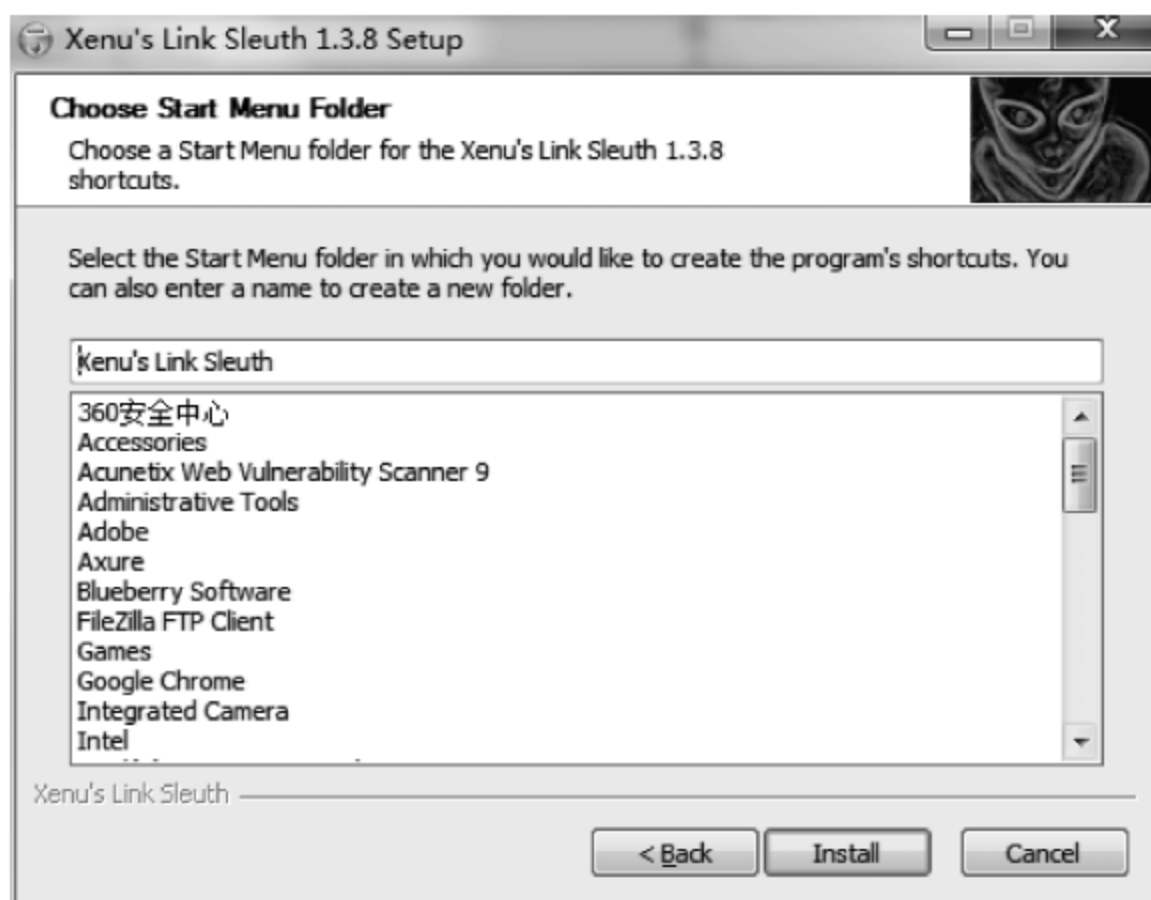 Xenu's Link Sleuth 1.3.8 Setup
Choose Start Menu Folder
Choose a Start Menu folder for the Xenu's Link Sleuth 1.3.8
shortcuts.
Select the Start Menu folder in which you would like to create the program's shortcuts. You
can also enter a name to create a new folder.
Xenu's Link Sleuth
360安全中心
Accessories
Acunetix Web Vulnerability Scanner 9
Administrative Tools
Adobe
Axure
Blueberry Software
FileZilla FTP Client
Games
Google Chrome
Integrated Camera
Intel
Xenu's Link Sleuth
< Back Install Cancel